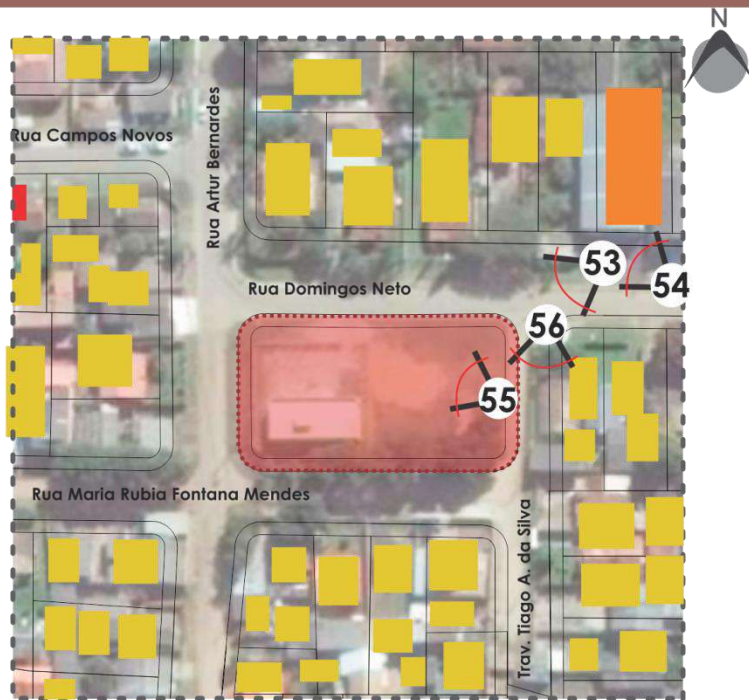 N
Rua Campos Novos
Rua Artur Bernardes
Rua Domingos Neto
53
54
56
55
Rua Maria Rubia Fontana Mendes
Trav. Tiago A. da Silva